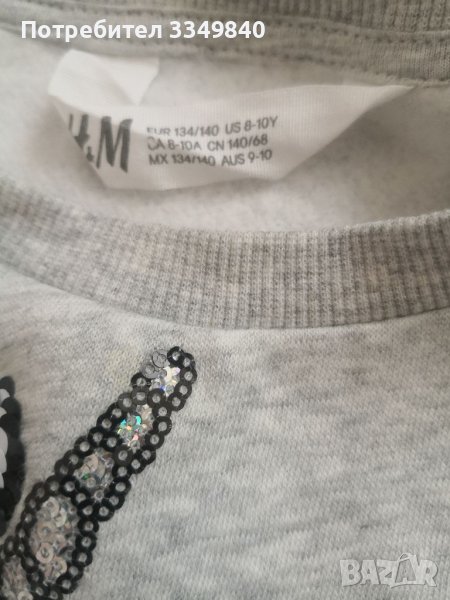 Потребител 3349840
H&M
EUR 134/140 US 8-10Y
CA 8-10A CN 140/68
MX 134/140 AUS 9-10
BAZAR